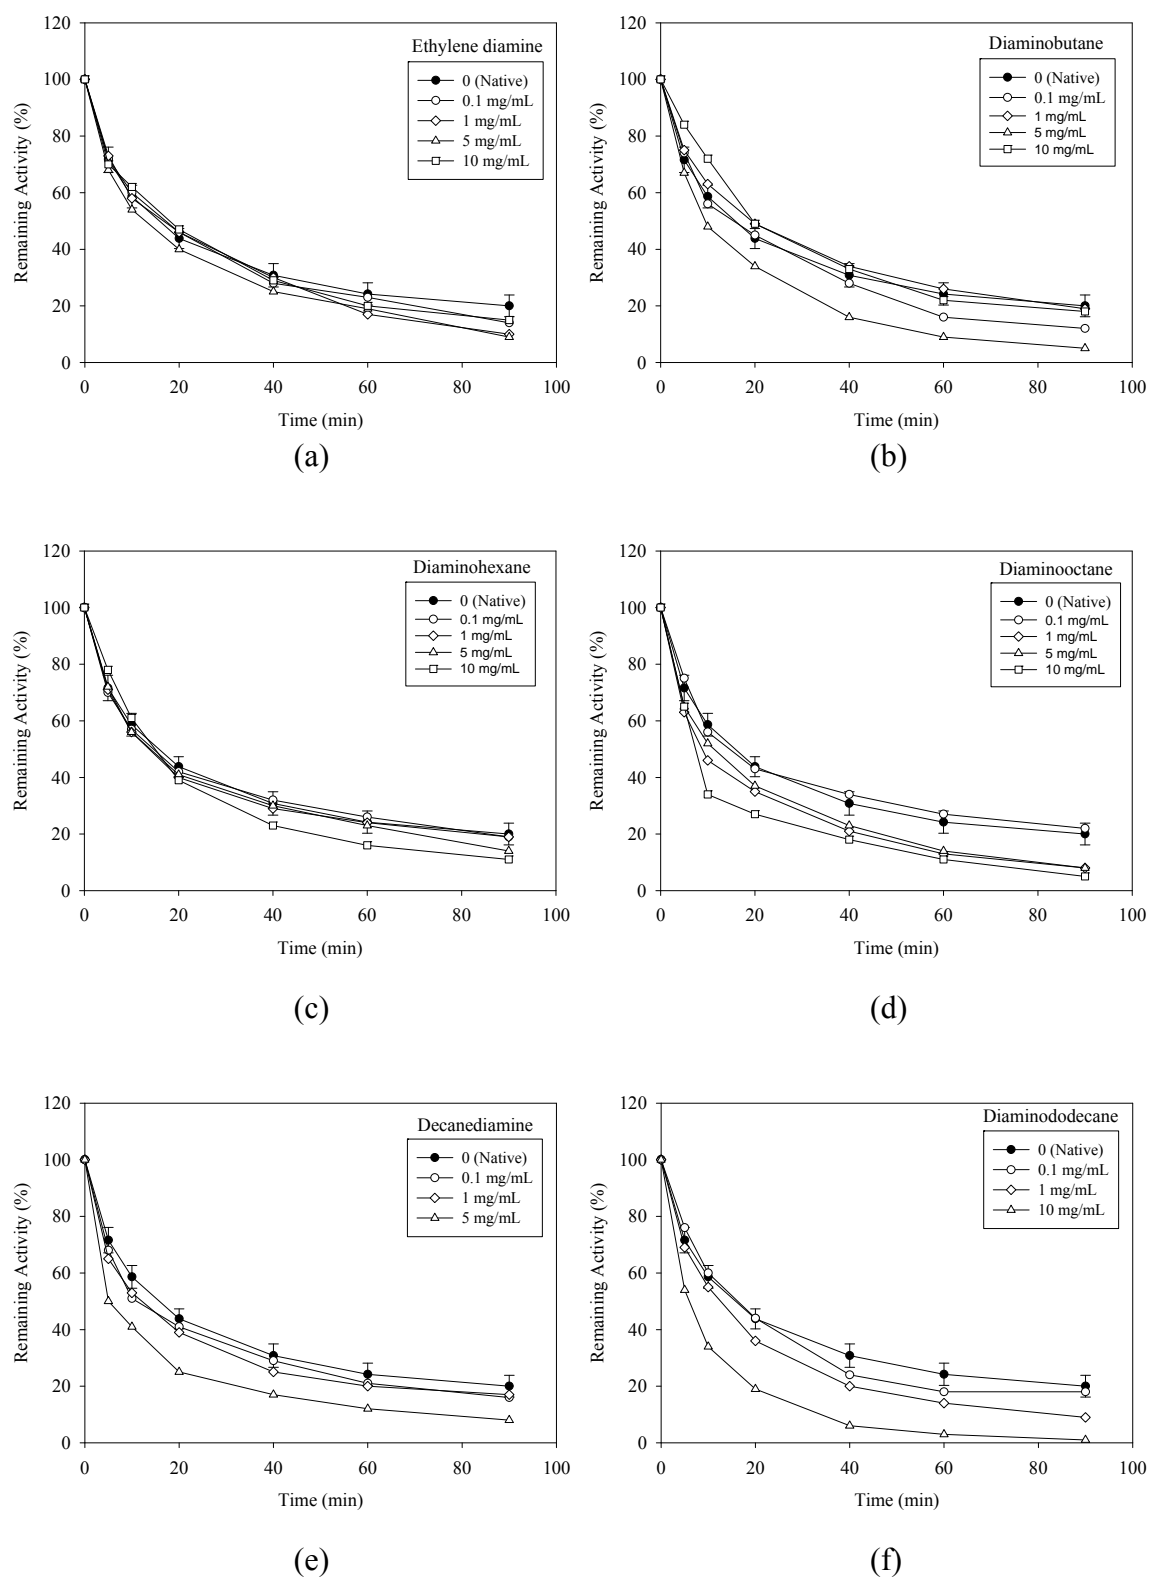 120
100
80
60
40
20
0
Remaining Activity (%)
Ethylene diamine
0 (Native)
0.1 mg/mL
1 mg/mL
5 mg/mL
10 mg/mL
0 20 40 60 80 100
Time (min)
(a)
120
100
80
60
40
20
0
Remaining Activity (%)
Diaminobutane
0 (Native)
0.1 mg/mL
1 mg/mL
5 mg/mL
10 mg/mL
0 20 40 60 80 100
Time (min)
(b)
120
100
80
60
40
20
0
Remaining Activity (%)
Diaminohexane
0 (Native)
0.1 mg/mL
1 mg/mL
5 mg/mL
10 mg/mL
0 20 40 60 80 100
Time (min)
(c)
120
100
80
60
40
20
0
Remaining Activity (%)
Diaminooctane
0 (Native)
0.1 mg/mL
1 mg/mL
5 mg/mL
10 mg/mL
0 20 40 60 80 100
Time (min)
(d)
120
100
80
60
40
20
0
Remaining Activity (%)
Decanediamine
0 (Native)
0.1 mg/mL
1 mg/mL
5 mg/mL
0 20 40 60 80 100
Time (min)
(e)
120
100
80
60
40
20
0
Remaining Activity (%)
Diaminododecane
0 (Native)
0.1 mg/mL
1 mg/mL
10 mg/mL
0 20 40 60 80 100
Time (min)
(f)